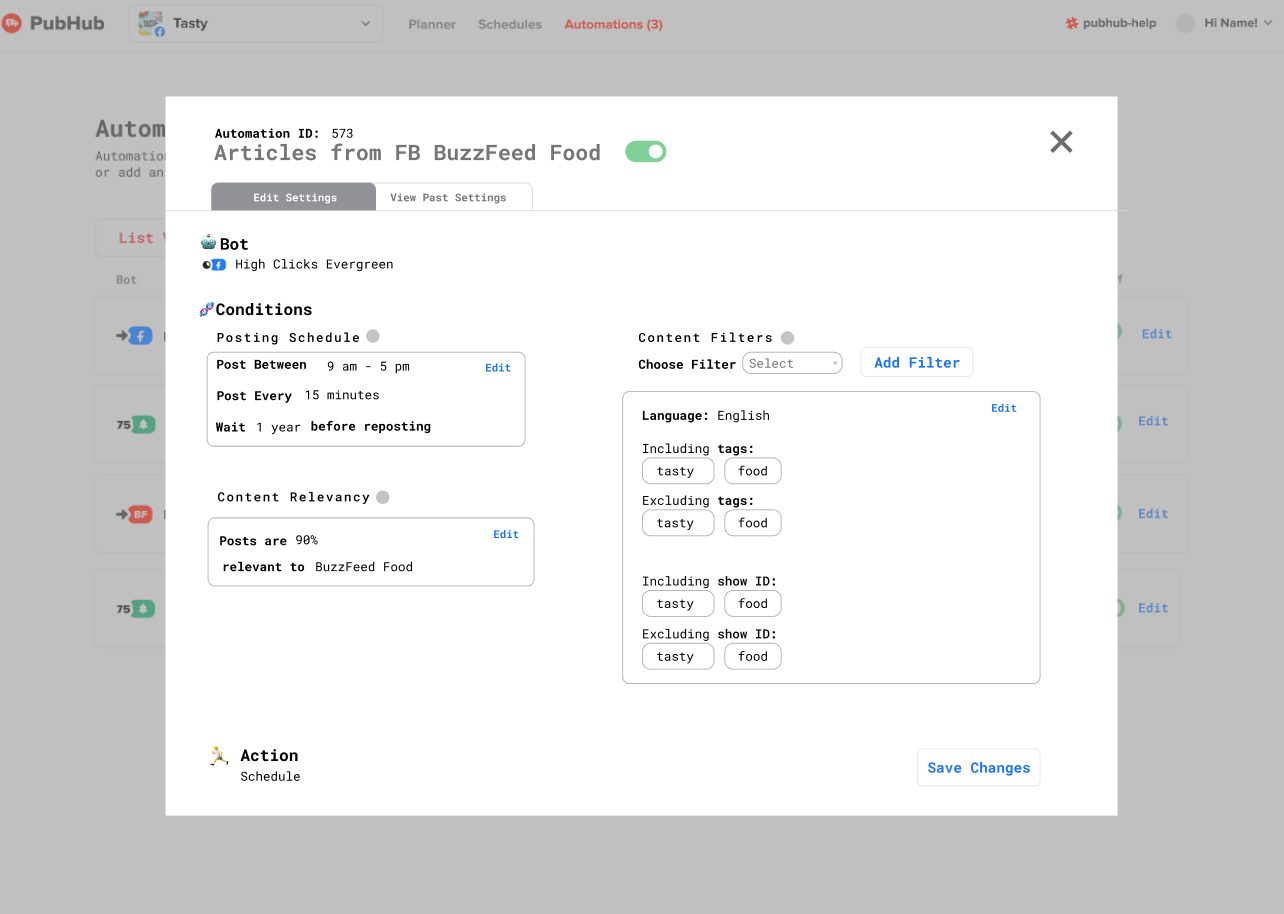 PubHub
Tasty
Planner
Schedules
Automations (3)
pubhub-help
Hi Name!
Autom
Automation
or add an
List
Bot
75
BF
75
Edit
Edit
Edit
Edit
Automation ID: 573
Articles from FB BuzzFeed Food
Edit Settings
View Past Settings
Bot
High Clicks Evergreen
Conditions
Posting Schedule
Post Between 9 am - 5 pm
Edit
Post Every 15 minutes
Wait 1 year before reposting
Content Relevancy
Posts are 90%
Edit
relevant to BuzzFeed Food
Content Filters
Choose Filter Select
Add Filter
Language: English
Edit
Including tags:
tasty food
Excluding tags:
tasty food
Including show ID:
tasty food
Excluding show ID:
tasty food
Action
Schedule
Save Changes